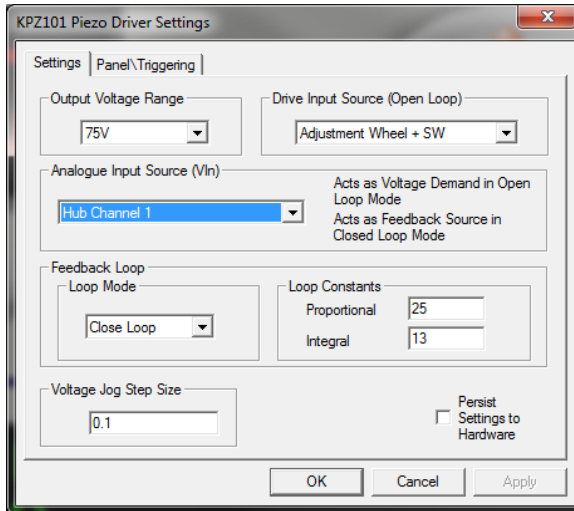 KPZ101 Piezo Driver Settings
Settings
Panel\Triggering
Output Voltage Range
75V
Drive Input Source (Open Loop)
Adjustment Wheel + SW
Analogue Input Source (VIn)
Hub Channel 1
Acts as Voltage Demand in Open
Loop Mode
Acts as Feedback Source in
Closed Loop Mode
Feedback Loop
Loop Mode
Close Loop
Loop Constants
Proportional
25
Integral
13
Voltage Jog Step Size
0.1
Persist
Settings to
Hardware
OK
Cancel
Apply